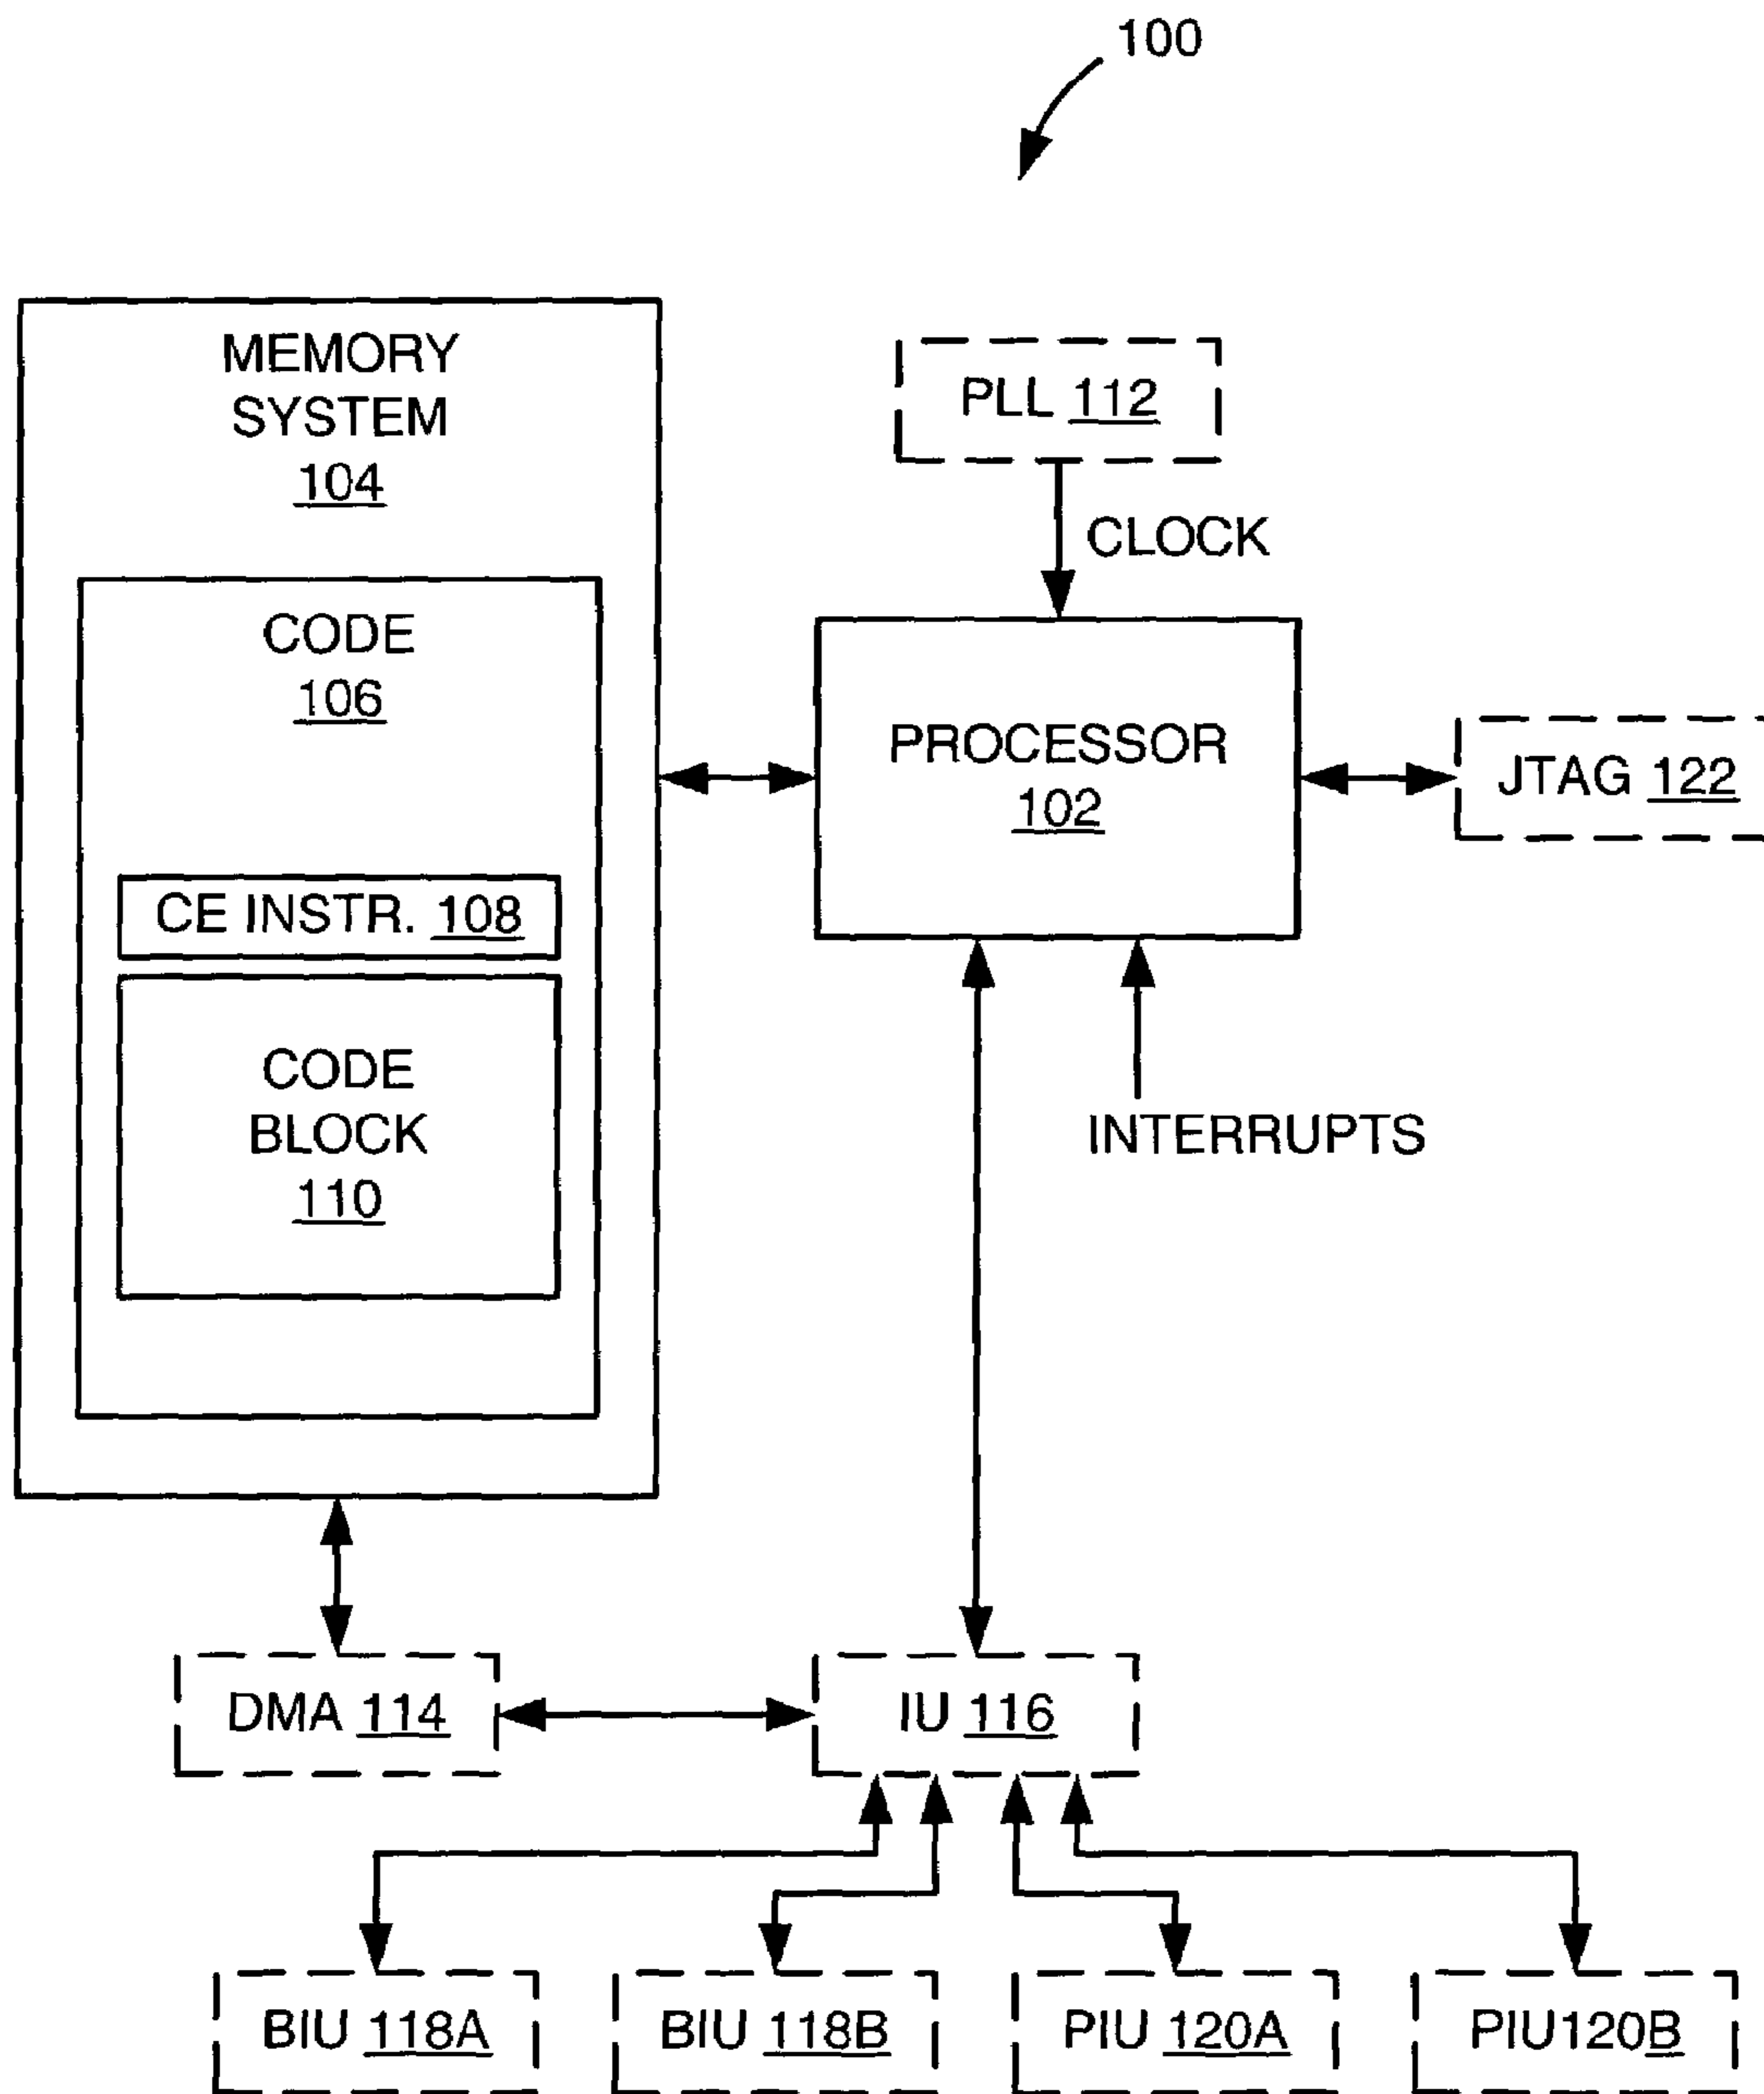 100
MEMORY
SYSTEM
104
PLL 112
CLOCK
CODE
106
PROCESSOR
102
JTAG 122
CE INSTR. 108
CODE
BLOCK
110
INTERRUPTS
DMA 114
IU 116
BIU 118A
BIU 118B
PIU 120A
PIU120B